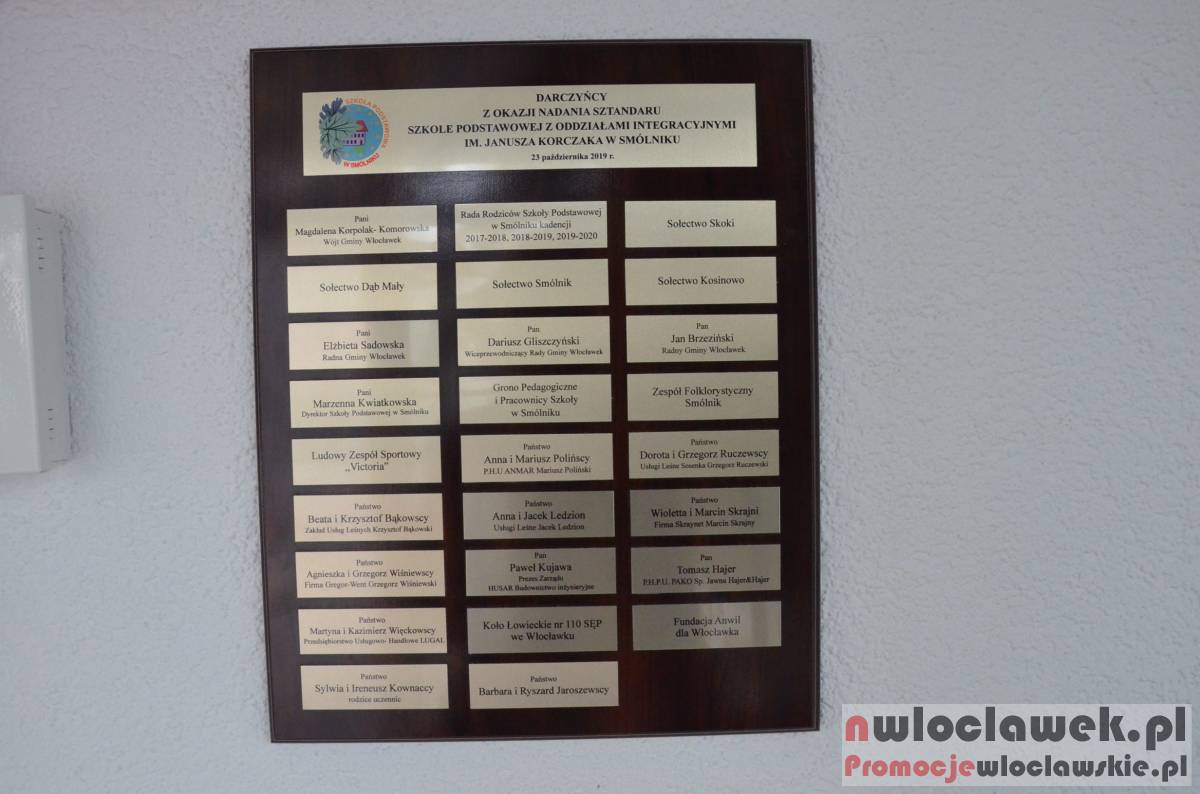 SZKOŁA PODSTAWOWA
W SMÓLNIKU
DARCZYŃCY
Z OKAZJI NADANIA SZTANDARU
SZKOLE PODSTAWOWEJ Z ODDZIAŁAMI INTEGRACYJNYMI
IM. JANUSZA KORCZAKA W SMÓLNIKU
23 października 2019 r.
Pani
Magdalena Korpolak- Komorowska
Wójt Gminy Włocławek
Rada Rodziców Szkoły Podstawowej
w Smólniku kadencji
2017-2018, 2018-2019, 2019-2020
Sołectwo Skoki
Sołectwo Dąb Mały
Sołectwo Smólnik
Sołectwo Kosinowo
Pani
Elżbieta Sadowska
Radna Gminy Włocławek
Pan
Dariusz Gliszczyński
Wiceprzewodniczący Rady Gminy Włocławek
Pan
Jan Brzeziński
Radny Gminy Włocławek
Pani
Marzenna Kwiatkowska
Dyrektor Szkoły Podstawowej w Smólniku
Grono Pedagogiczne
i Pracownicy Szkoły
w Smólniku
Zespół Folklorystyczny
Smólnik
Ludowy Zespół Sportowy
„Victoria”
Państwo
Anna i Mariusz Polińscy
P.H.U ANMAR Mariusz Poliński
Państwo
Dorota i Grzegorz Ruczewscy
Usługi Leśne Sosenka Grzegorz Ruczewski
Państwo
Beata i Krzysztof Bąkowscy
Zakład Usług Leśnych Krzysztof Bąkowski
Państwo
Anna i Jacek Ledzion
Usługi Leśne Jacek Ledzion
Państwo
Wioletta i Marcin Skrajni
Firma Skraynet Marcin Skrajny
Państwo
Agnieszka i Grzegorz Wiśniewscy
Firma Gregor-Went Grzegorz Wiśniewski
Pan
Paweł Kujawa
Prezes Zarządu
HUSAR Budownictwo inżynieryjne
Pan
Tomasz Hajer
P.H.P.U. PAKO Sp. Jawna Hajer&Hajer
Państwo
Martyna i Kazimierz Więckowscy
Przedsiębiorstwo Usługowo- Handlowe LUGAL
Koło Łowieckie nr 110 SĘP
we Włocławku
Fundacja Anwil
dla Włocławka
Państwo
Sylwia i Ireneusz Kownaccy
rodzice uczennic
Państwo
Barbara i Ryszard Jaroszewscy
nwloclawek.pl
Promocjewloclawskie.pl